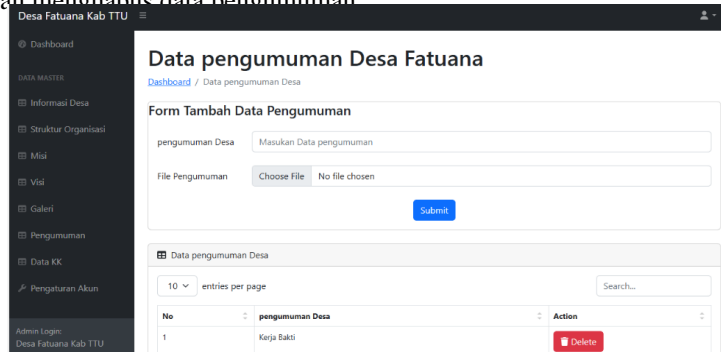 Desa Fatuana Kab TTU
Dashboard
DATA MASTER
Informasi Desa
Struktur Organisasi
Misi
Visi
Galeri
Pengumuman
Data KK
Pengaturan Akun
Admin Login:
Desa Fatuana Kab TTU
Data pengumuman Desa Fatuana
Dashboard / Data pengumuman Desa
Form Tambah Data Pengumuman
pengumuman Desa Masukan Data pengumuman
File Pengumuman Choose File No file chosen
Submit
Data pengumuman Desa
10 entries per page Search...
No pengumuman Desa Action
1 Kerja Bakti Delete